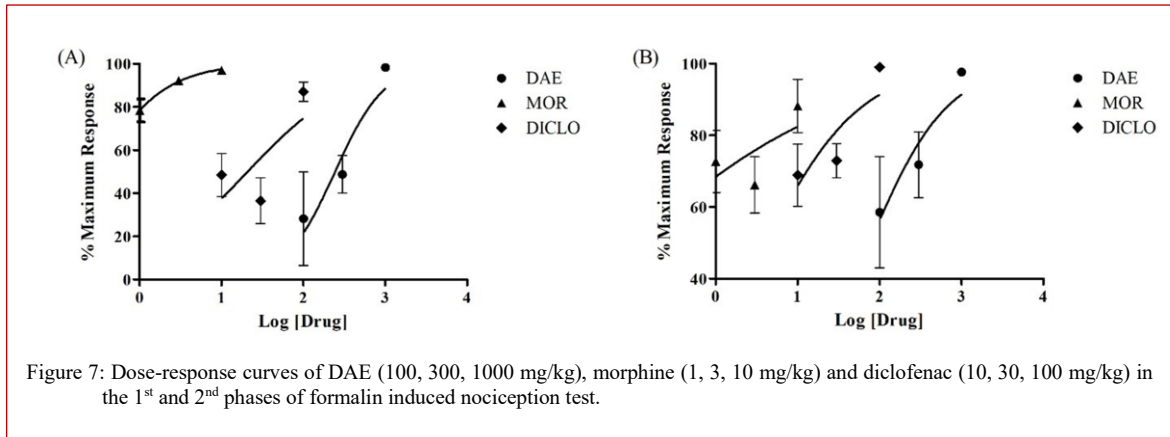 (A)
100
80
60
40
20
0
% Maximum Response
0 1 2 3 4
Log [Drug]
DAE
MOR
DICLO
(B)
100
80
60
40
% Maximum Response
0 1 2 3 4
Log [Drug]
DAE
MOR
DICLO
Figure 7: Dose-response curves of DAE (100, 300, 1000 mg/kg), morphine (1, 3, 10 mg/kg) and diclofenac (10, 30, 100 mg/kg) in
the 1st and 2nd phases of formalin induced nociception test.